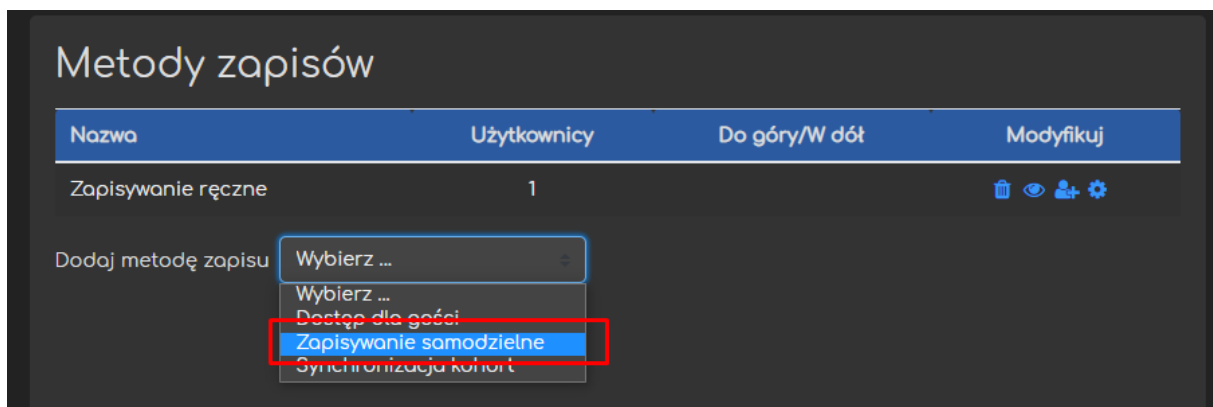 Metody zapisów
Nazwa Użytkownicy Do góry/W dół Modyfikuj
Zapisywanie ręczne 1
Dodaj metodę zapisu Wybierz ...
Wybierz ...
Dostęp dla gości
Zapisywanie samodzielne
Synchronizacja kohort